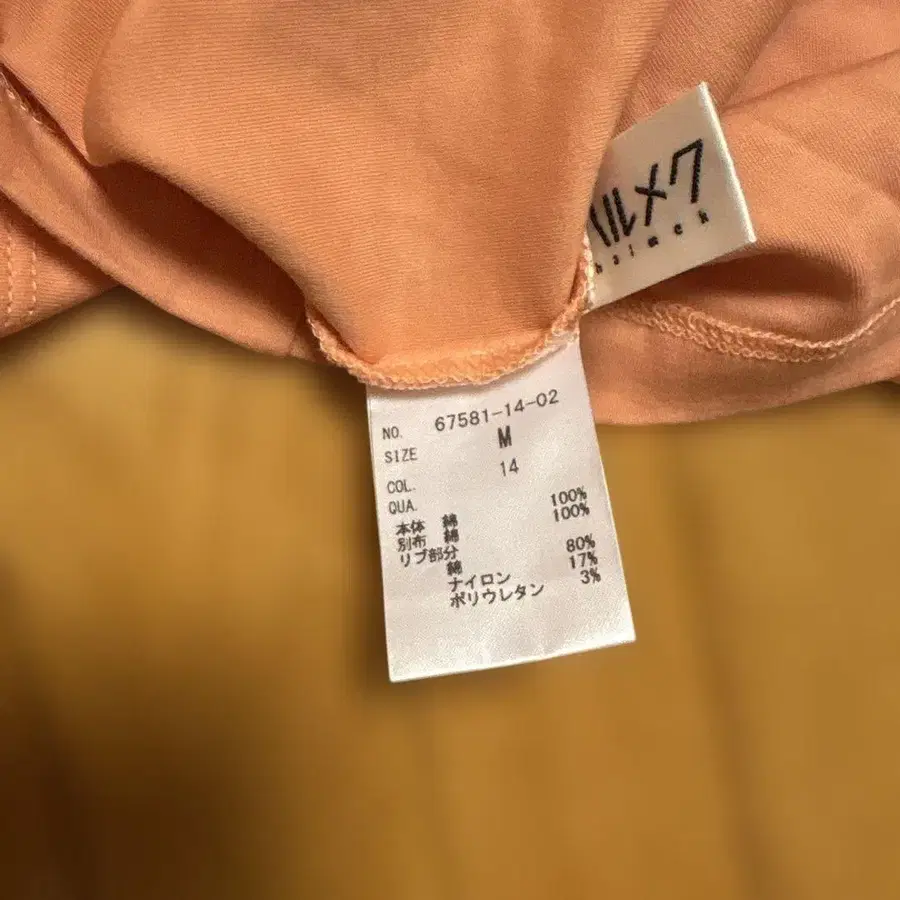 ルメク
NO. 67581-14-02
SIZE M
COL. 14
QUA.
本体 綿 100%
別布 綿 100%
リブ部分
綿 80%
ナイロン 17%
ポリウレタン 3%